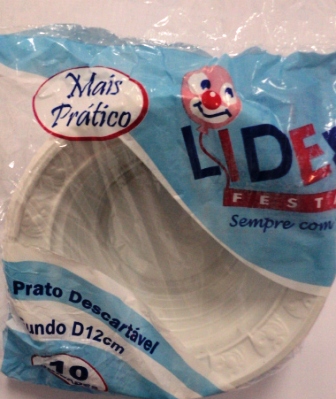 Mais
Prático
LIDE
FEST
Sempre com
Prato Descartável
undo D12cm
10